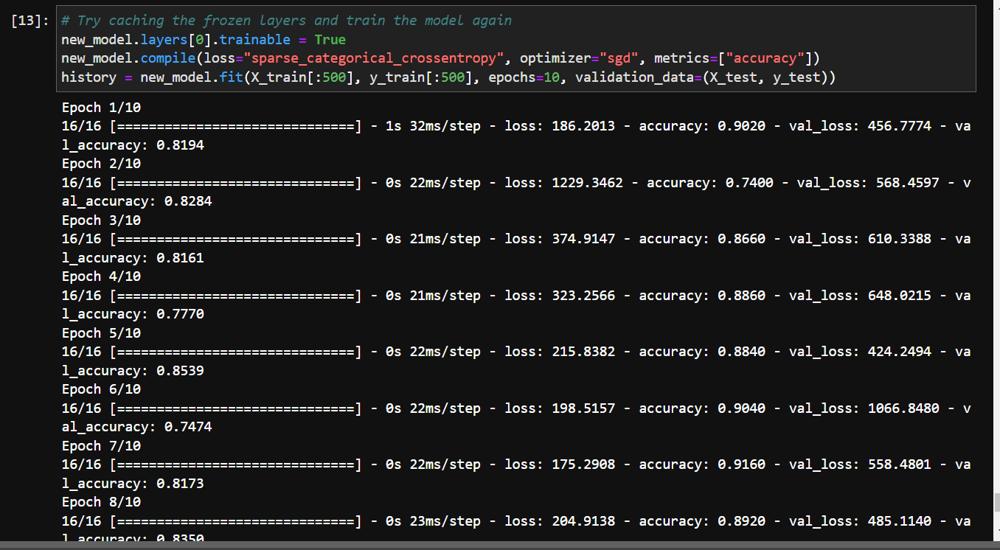 [13]: # Try caching the frozen layers and train the model again
new_model.layers[0].trainable = True
new_model.compile(loss="sparse_categorical_crossentropy", optimizer="sgd", metrics=["accuracy"])
history = new_model.fit(X_train[:500], y_train[:500], epochs=10, validation_data=(X_test, y_test))
Epoch 1/10
16/16 [==============================] - 1s 32ms/step - loss: 186.2013 - accuracy: 0.9020 - val_loss: 456.7774 - va
l_accuracy: 0.8194
Epoch 2/10
16/16 [==============================] - 0s 22ms/step - loss: 1229.3462 - accuracy: 0.7400 - val_loss: 568.4597 - v
al_accuracy: 0.8284
Epoch 3/10
16/16 [==============================] - 0s 21ms/step - loss: 374.9147 - accuracy: 0.8660 - val_loss: 610.3388 - va
l_accuracy: 0.8161
Epoch 4/10
16/16 [==============================] - 0s 21ms/step - loss: 323.2566 - accuracy: 0.8860 - val_loss: 648.0215 - va
l_accuracy: 0.7770
Epoch 5/10
16/16 [==============================] - 0s 22ms/step - loss: 215.8382 - accuracy: 0.8840 - val_loss: 424.2494 - va
l_accuracy: 0.8539
Epoch 6/10
16/16 [==============================] - 0s 22ms/step - loss: 198.5157 - accuracy: 0.9040 - val_loss: 1066.8480 - v
al_accuracy: 0.7474
Epoch 7/10
16/16 [==============================] - 0s 22ms/step - loss: 175.2908 - accuracy: 0.9160 - val_loss: 558.4801 - va
l_accuracy: 0.8173
Epoch 8/10
16/16 [==============================] - 0s 23ms/step - loss: 204.9138 - accuracy: 0.8920 - val_loss: 485.1140 - va
l_accuracy: 0.8350